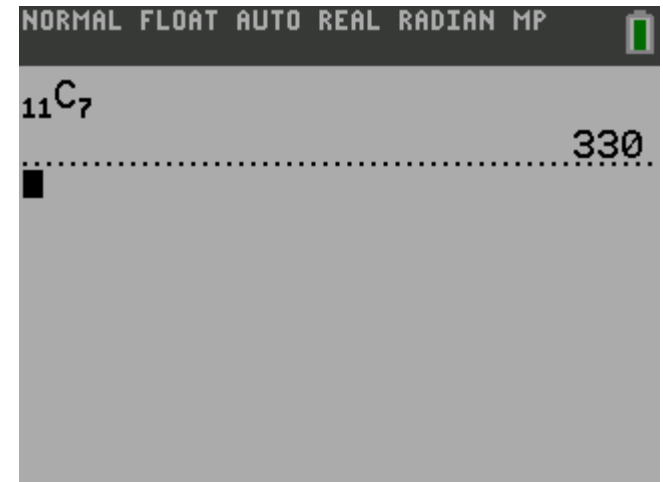 NORMAL FLOAT AUTO REAL RADIAN MP
₁₁C₇
330